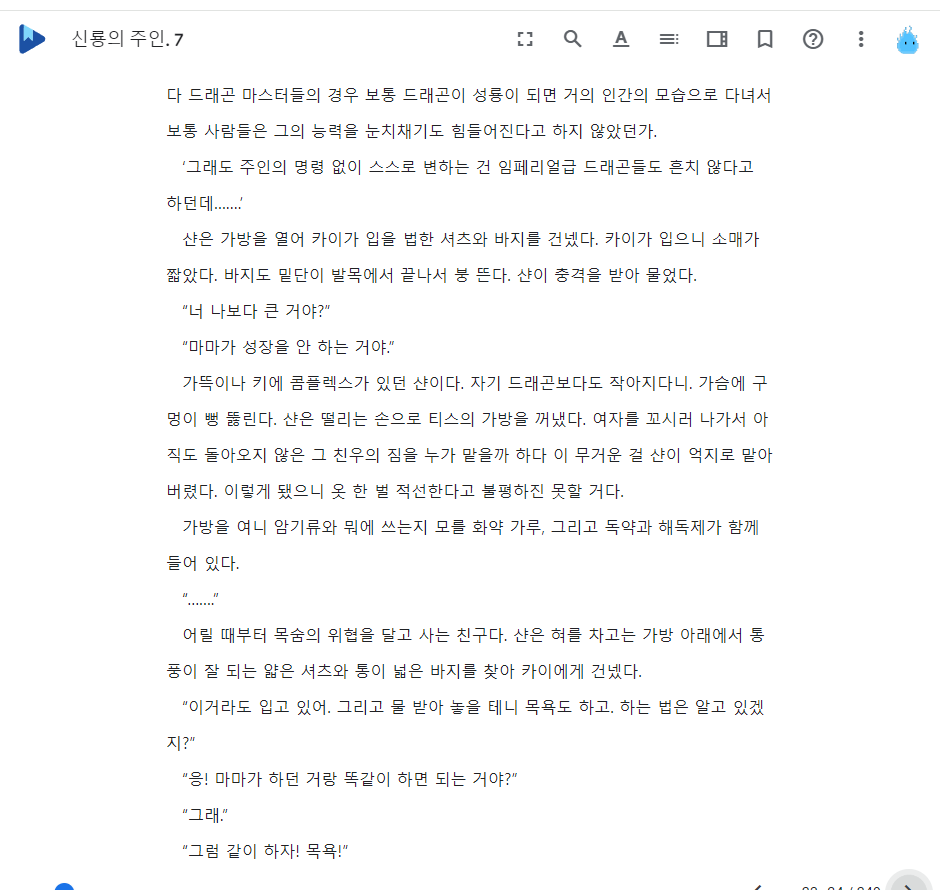 신룡의 주인. 7
다 드래곤 마스터들의 경우 보통 드래곤이 성룡이 되면 거의 인간의 모습으로 다녀서
보통 사람들은 그의 능력을 눈치채기도 힘들어진다고 하지 않았던가.
‘그래도 주인의 명령 없이 스스로 변하는 건 임페리얼급 드래곤들도 흔치 않다고
하던데…….’
샨은 가방을 열어 카이가 입을 법한 셔츠와 바지를 건넸다. 카이가 입으니 소매가
짧았다. 바지도 밑단이 발목에서 끝나서 붕 뜬다. 샨이 충격을 받아 물었다.
“너 나보다 큰 거야?”
“마마가 성장을 안 하는 거야.”
가뜩이나 키에 콤플렉스가 있던 샨이다. 자기 드래곤보다도 작아지다니. 가슴에 구
멍이 뻥 뚫린다. 샨은 떨리는 손으로 티스의 가방을 꺼냈다. 여자를 꼬시러 나가서 아
직도 돌아오지 않은 그 친우의 짐을 누가 맡을까 하다 이 무거운 걸 샨이 억지로 맡아
버렸다. 이렇게 됐으니 옷 한 벌 적선한다고 불평하진 못할 거다.
가방을 여니 암기류와 뭐에 쓰는지 모를 화약 가루, 그리고 독약과 해독제가 함께
들어 있다.
“…….”
어릴 때부터 목숨의 위협을 달고 사는 친구다. 샨은 혀를 차고는 가방 아래에서 통
풍이 잘 되는 얇은 셔츠와 통이 넓은 바지를 찾아 카이에게 건넸다.
“이거라도 입고 있어. 그리고 물 받아 놓을 테니 목욕도 하고. 하는 법은 알고 있겠
지?”
“응! 마마가 하던 거랑 똑같이 하면 되는 거야?”
“그래.”
“그럼 같이 하자! 목욕!”